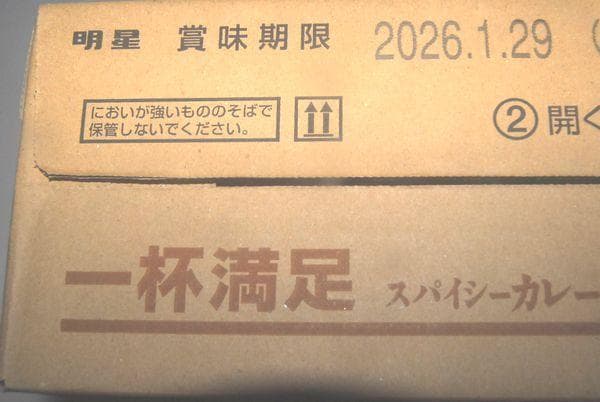 明星 賞味期限 2026.1.29
においが強いもののそばで
保管しないでください。
②開く
一杯満足 スパイシーカレー